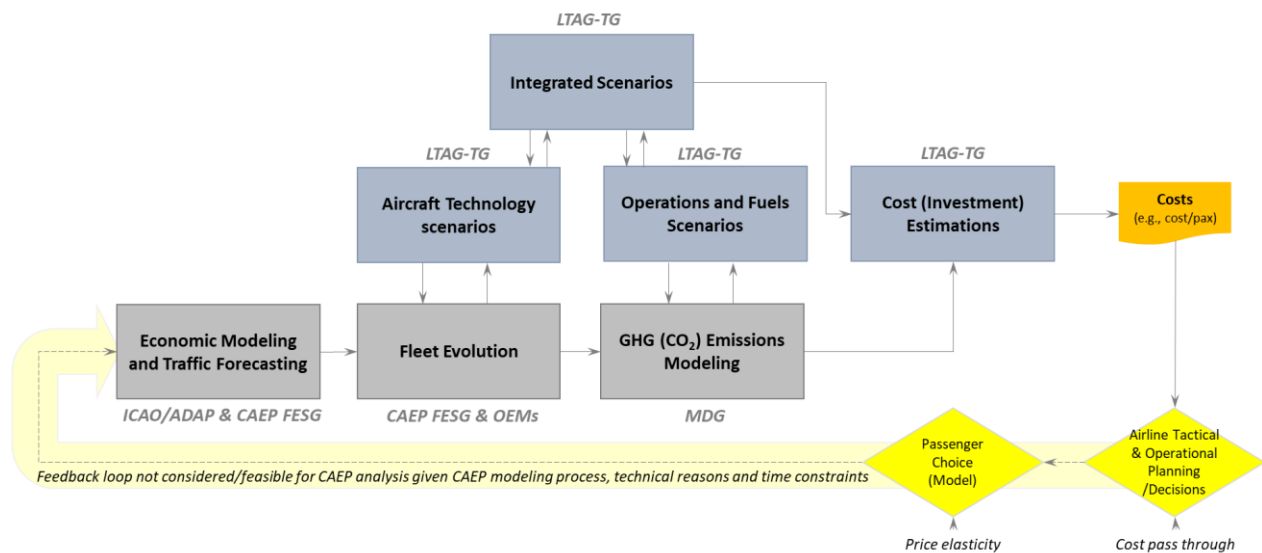 LTAG-TG
Integrated Scenarios
LTAG-TG
LTAG-TG
LTAG-TG
Aircraft Technology
scenarios
Operations and Fuels
Scenarios
Cost (Investment)
Estimations
Costs
(e.g., cost/pax)
Economic Modeling
and Traffic Forecasting
Fleet Evolution
GHG (CO₂) Emissions
Modeling
ICAO/ADAP & CAEP FESG
CAEP FESG & OEMs
MDG
Passenger
Choice
(Model)
Airline Tactical
& Operational
Planning
/Decisions
Feedback loop not considered/feasible for CAEP analysis given CAEP modeling process, technical reasons and time constraints
Price elasticity
Cost pass through